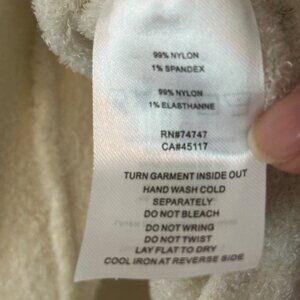 99% NYLON
1% SPANDEX
99% NYLON
1% ELASTHANNE
RN#74747
CA#45117
TURN GARMENT INSIDE OUT
HAND WASH COLD
SEPARATELY
DO NOT BLEACH
DO NOT WRING
DO NOT TWIST
LAY FLAT TO DRY
COOL IRON AT REVERSE SIDE